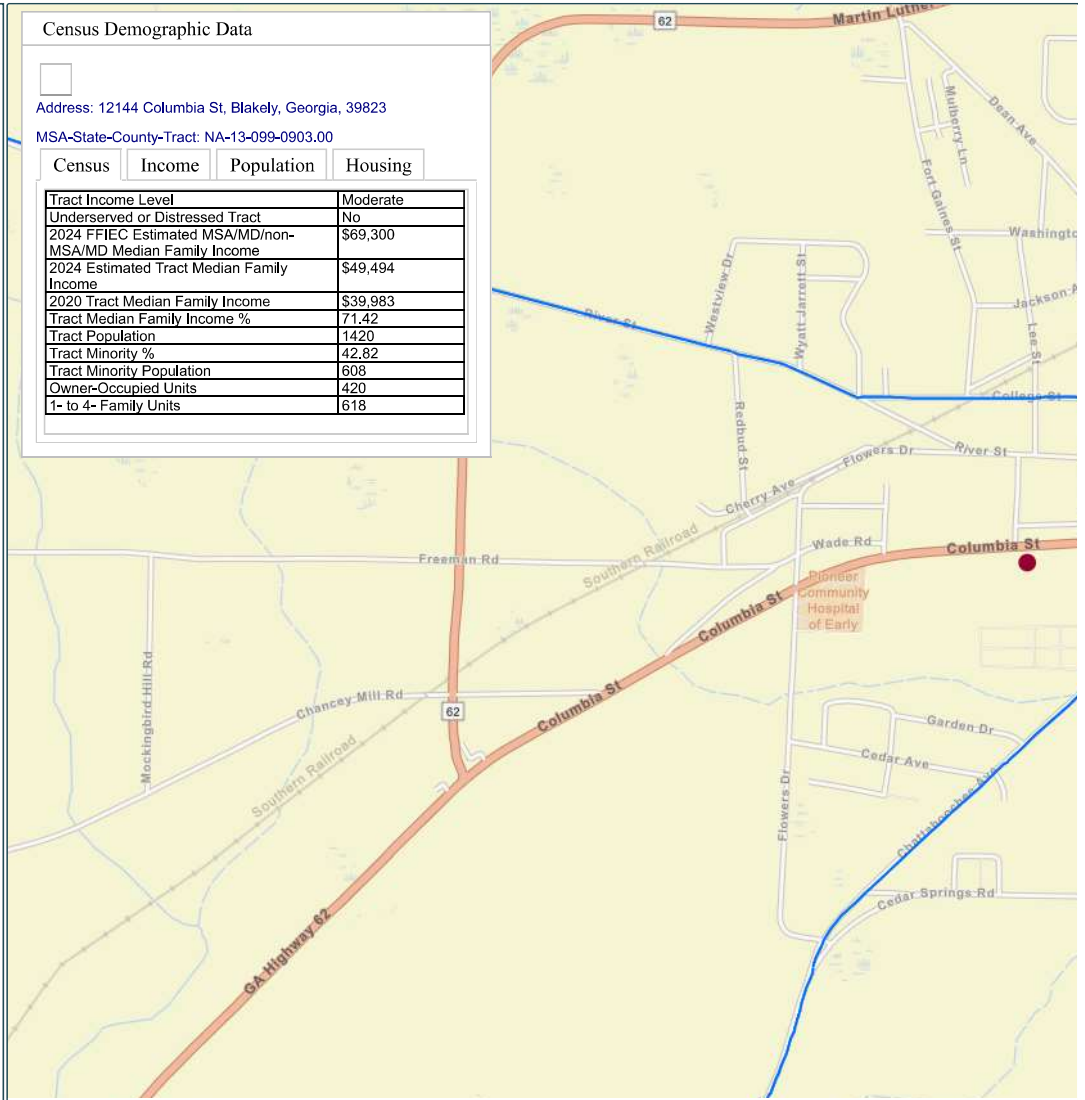 Census Demographic Data
Address: 12144 Columbia St, Blakely, Georgia, 39823
MSA-State-County-Tract: NA-13-099-0903.00
Census Income Population Housing
Tract Income Level Moderate
Underserved or Distressed Tract No
2024 FFIEC Estimated MSA/MD/non- $69,300
MSA/MD Median Family Income
2024 Estimated Tract Median Family $49,494
Income
2020 Tract Median Family Income $39,983
Tract Median Family Income % 71.42
Tract Population 1420
Tract Minority % 42.82
Tract Minority Population 608
Owner-Occupied Units 420
1- to 4- Family Units 618
62
Martin Luther
Mulberry Ln
Dean Ave
Fort Gaines St
Washingto
Westview Dr
Wyatt Jarrett St
Jackson A
River St
Lee St
College St
Redbud St
Flowers Dr
River St
Cherry Ave
Southern Railroad
Wade Rd
Columbia St
Freeman Rd
Pioneer
Community
Hospital
of Early
Columbia St
Mockingbird Hill Rd
Chancey Mill Rd
Columbia St
62
Garden Dr
Cedar Ave
Southern Railroad
Flowers Dr
Chattahoochee Ave
Cedar Springs Rd
GA Highway 62